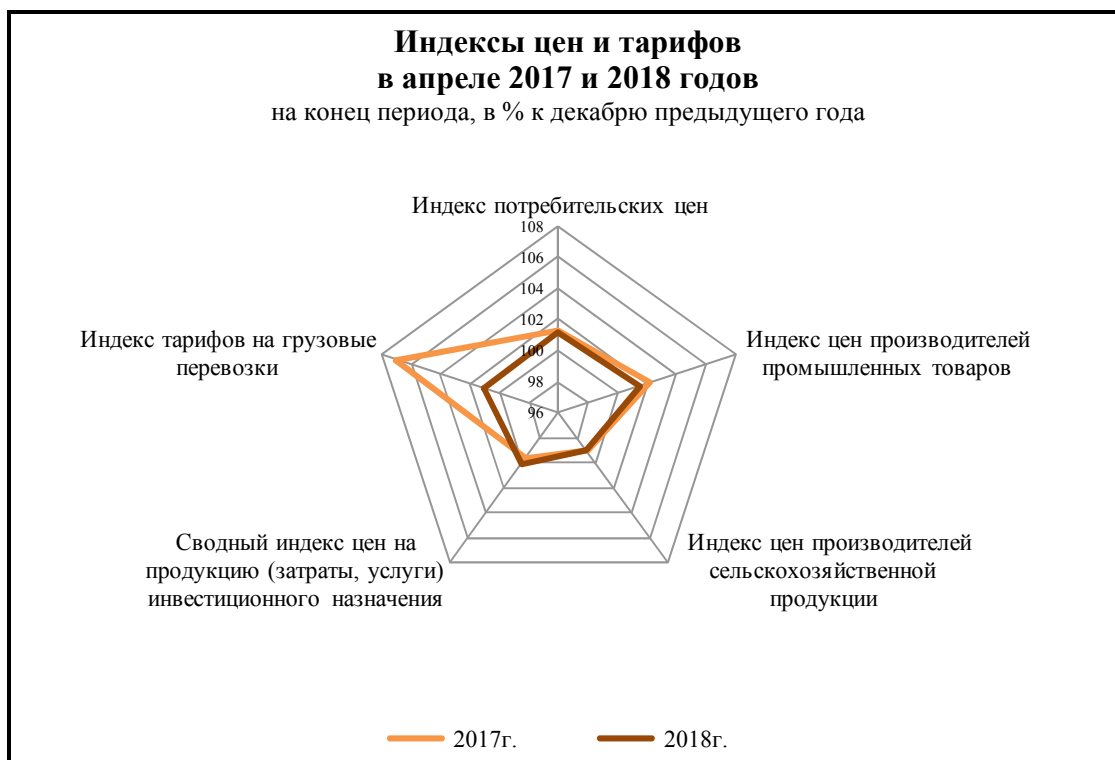 Индексы цен и тарифов
в апреле 2017 и 2018 годов
на конец периода, в % к декабрю предыдущего года
Индекс потребительских цен
108
106
104
102
100
98
96
Индекс тарифов на грузовые
перевозки
Индекс цен производителей
промышленных товаров
Сводный индекс цен на
продукцию (затраты, услуги)
инвестиционного назначения
Индекс цен производителей
сельскохозяйственной
продукции
2017г.
2018г.